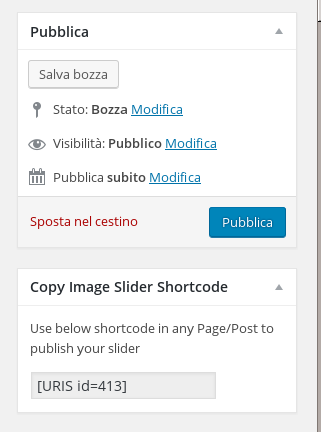 Pubblica
Salva bozza
Stato: Bozza Modifica
Visibilità: Pubblico Modifica
Pubblica subito Modifica
Sposta nel cestino
Pubblica
Copy Image Slider Shortcode
Use below shortcode in any Page/Post to
publish your slider
[URIS id=413]